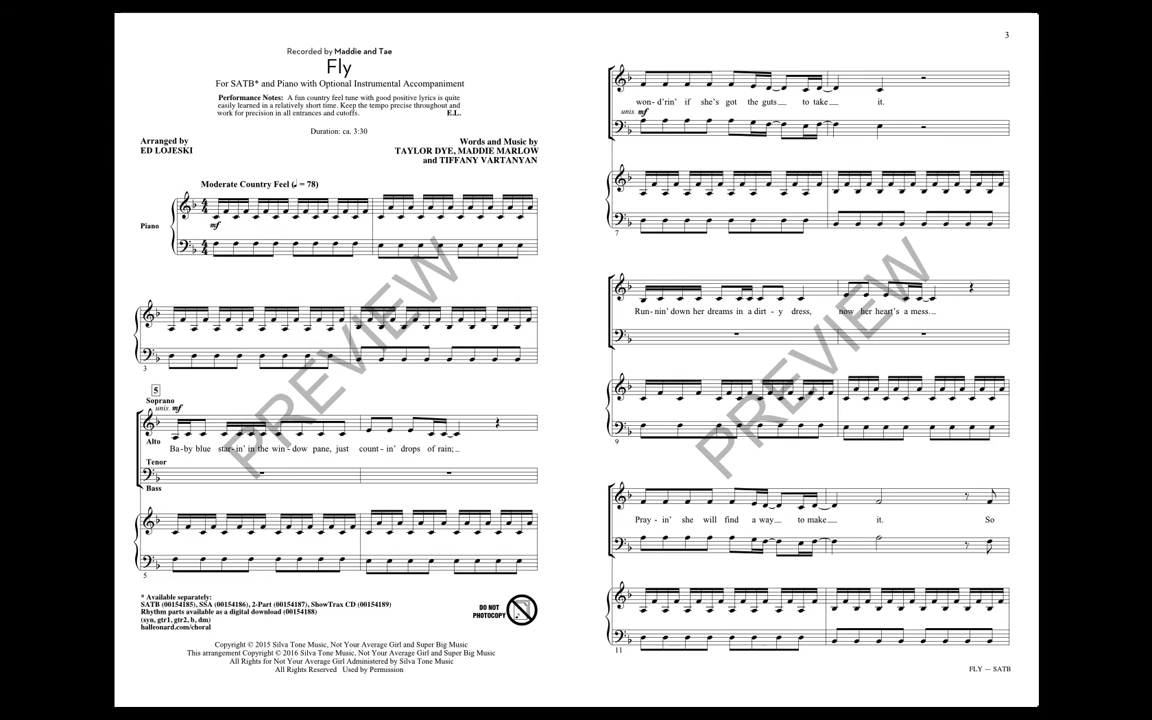 Recorded by Maddie and Tae
Fly
For SATB* and Piano with Optional Instrumental Accompaniment
Performance Notes: A fun country feel tune with good positive lyrics is quite
easily learned in a relatively short time. Keep the tempo precise throughout and
work for precision in all entrances and cutoffs. E.L.
Duration: ca. 3:30
Arranged by
ED LOJESKI
Words and Music by
TAYLOR DYE, MADDIE MARLOW
and TIFFANY VARTANYAN
Moderate Country Feel (♩ = 78)
Piano
mf
3
5
Soprano
unis. mf
Alto
Ba - by blue star - in' in the win - dow pane, just count - in' drops of rain;
Tenor
Bass
5
* Available separately:
SATB (00154185), SSA (00154186), 2-Part (00154187), ShowTrax CD (00154189)
Rhythm parts available as a digital download (00154188)
(syn, gtr1, gtr2, b, dm)
halleonard.com/choral
DO NOT
PHOTOCOPY
Copyright © 2015 Silva Tone Music, Not Your Average Girl and Super Big Music
This arrangement Copyright © 2016 Silva Tone Music, Not Your Average Girl and Super Big Music
All Rights for Not Your Average Girl Administered by Silva Tone Music
All Rights Reserved Used by Permission
PREVIEW
3
won - d'rin' if she's got the guts to take it.
unis. mf
7
Run - nin' down her dreams in a dirt - y dress, now her heart's a mess.
9
Pray - in' she will find a way to make it. So
11
FLY — SATB
PREVIEW